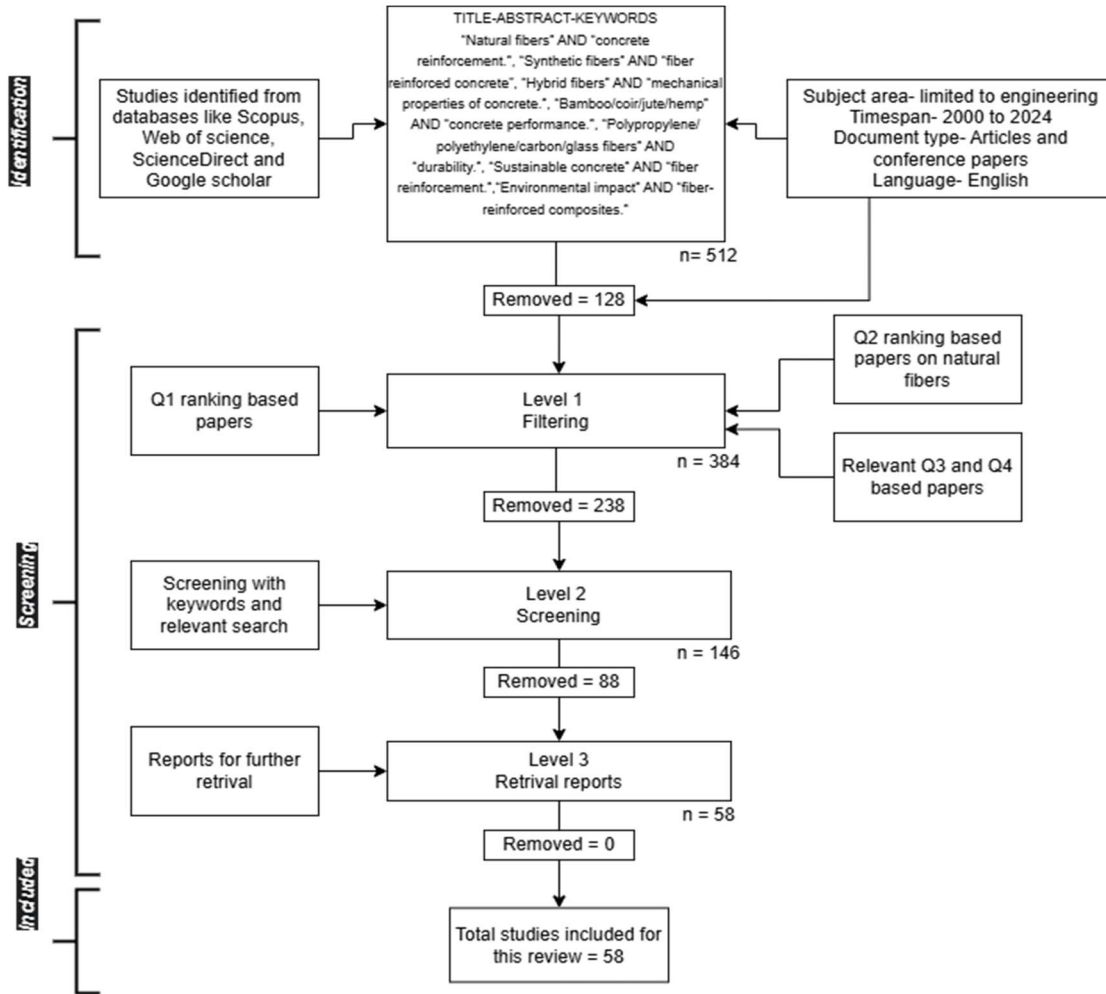 Identification
Studies identified from
databases like Scopus,
Web of science,
ScienceDirect and
Google scholar
TITLE-ABSTRACT-KEYWORDS
"Natural fibers" AND "concrete
reinforcement.", "Synthetic fibers" AND "fiber
reinforced concrete", "Hybrid fibers" AND "mechanical
properties of concrete.", "Bamboo/coir/jute/hemp"
AND "concrete performance.", "Polypropylene/
polyethylene/carbon/glass fibers" AND
"durability.", "Sustainable concrete" AND "fiber
reinforcement.","Environmental impact" AND "fiber-
reinforced composites."
n= 512
Subject area- limited to engineering
Timespan- 2000 to 2024
Document type- Articles and
conference papers
Language- English
Removed = 128
Screening
Q1 ranking based
papers
Level 1
Filtering
n = 384
Q2 ranking based
papers on natural
fibers
Relevant Q3 and Q4
based papers
Removed = 238
Screening with
keywords and
relevant search
Level 2
Screening
n = 146
Removed = 88
Reports for further
retrival
Level 3
Retrival reports
n = 58
Removed = 0
Included
Total studies included for
this review = 58